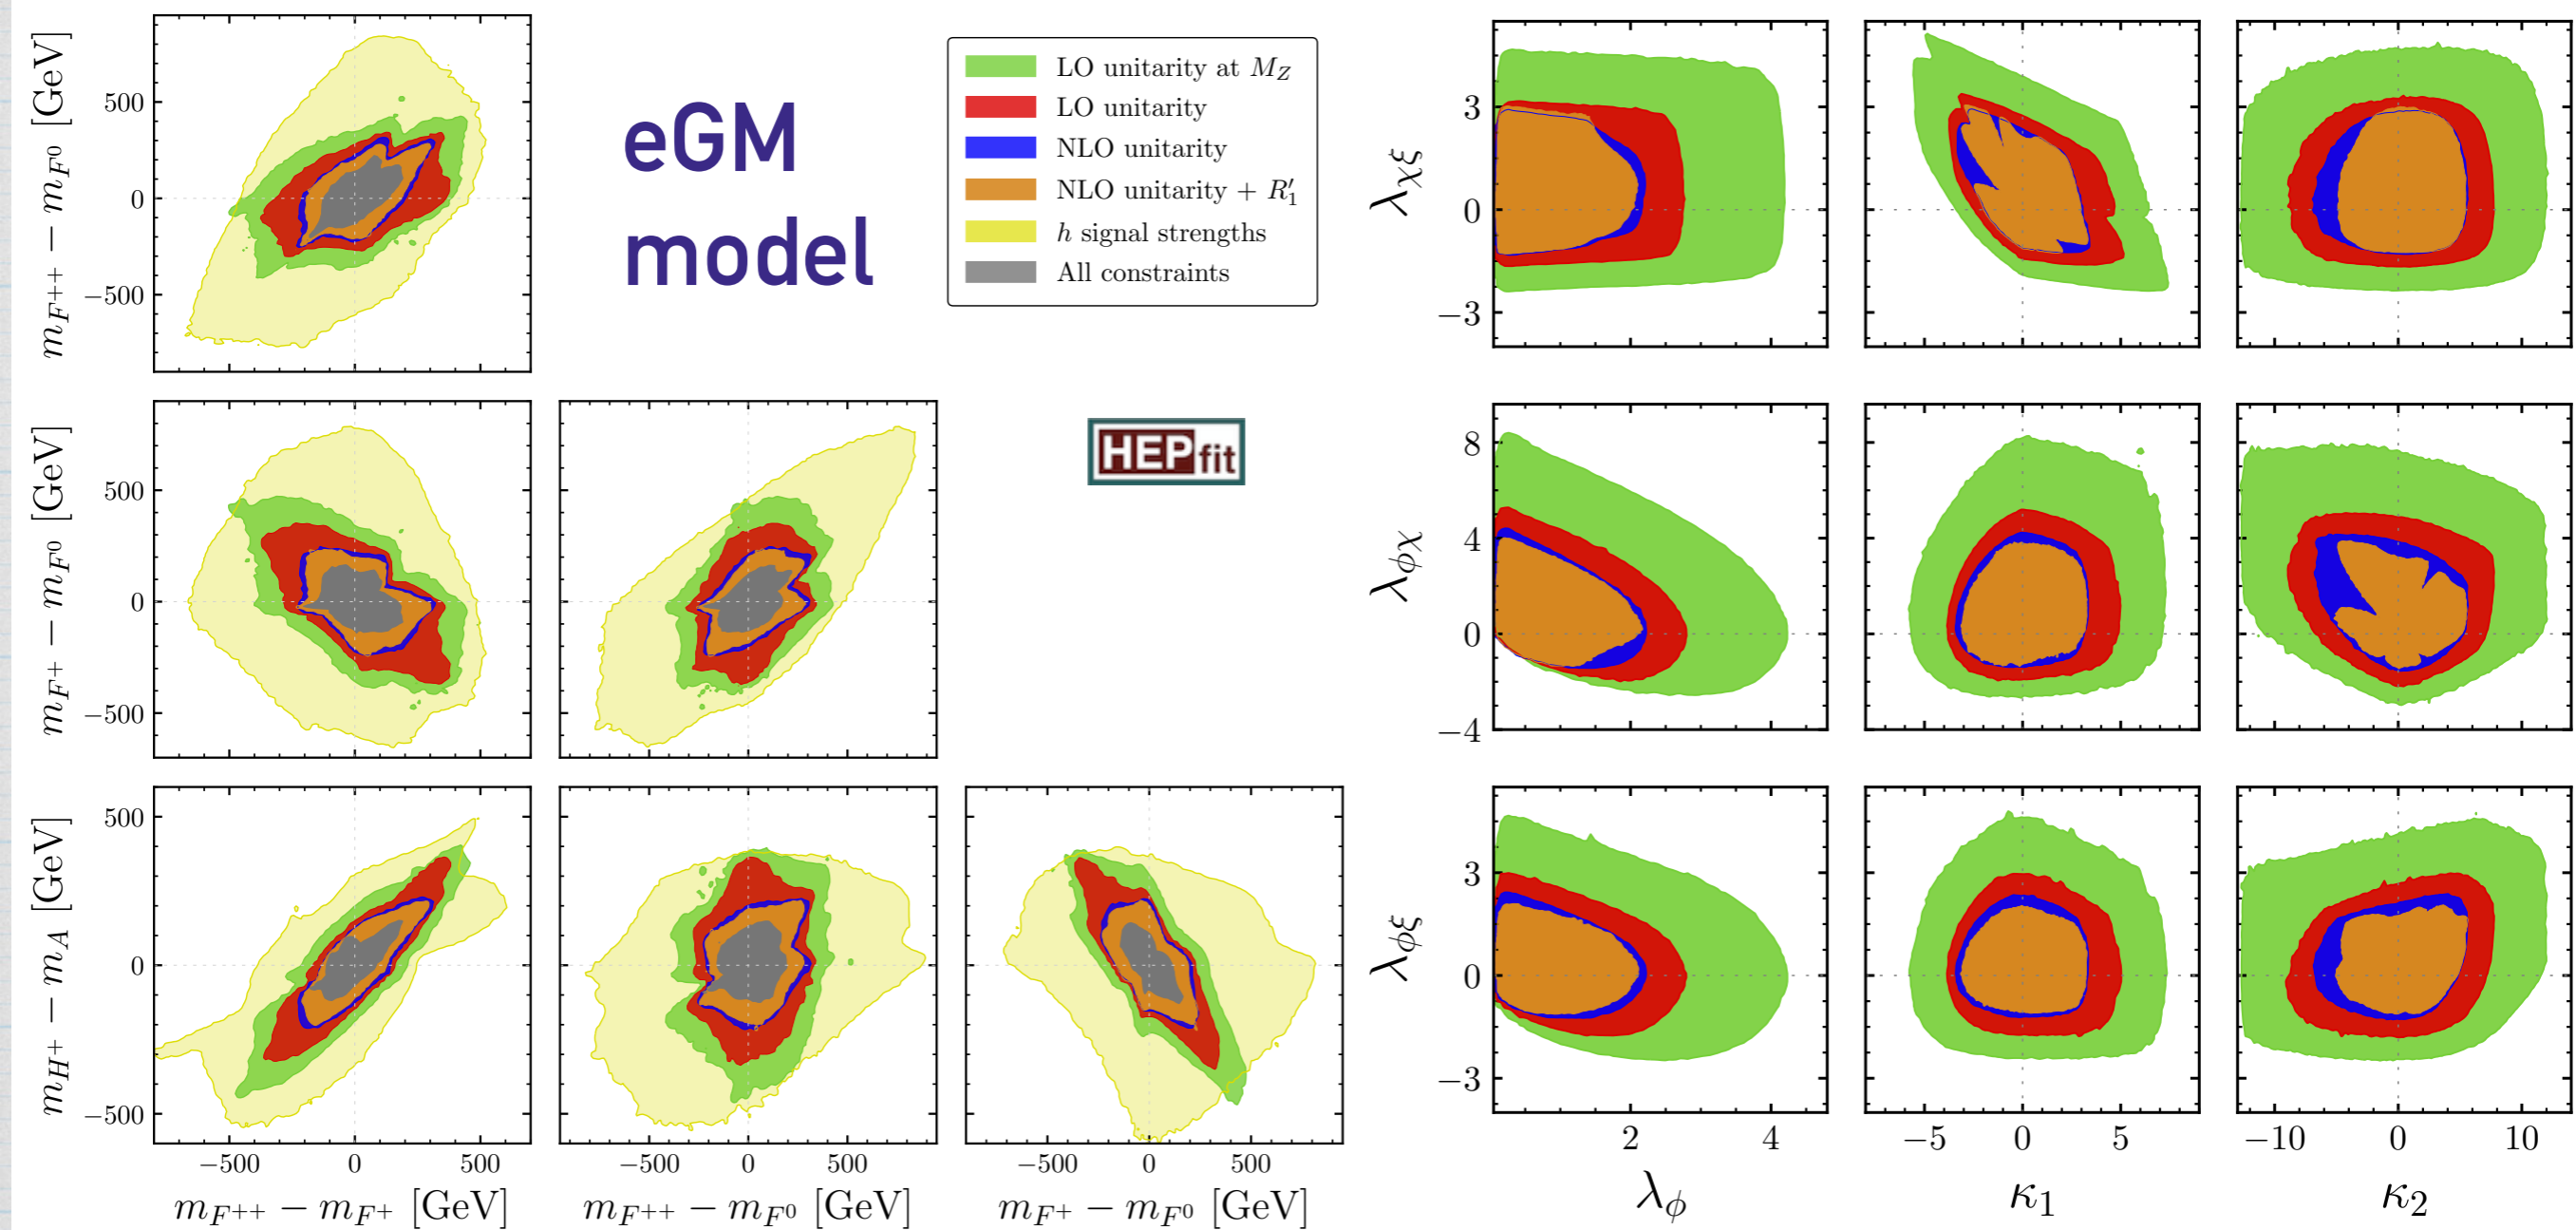 m_{F^{++}} − m_{F^0} [GeV]
500
0
−500
eGM
model
LO unitarity at M_Z
LO unitarity
NLO unitarity
NLO unitarity + R′_1
h signal strengths
All constraints
λ_{χξ}
3
0
−3
m_{F^+} − m_{F^0} [GeV]
500
0
−500
HEPfit
λ_{φχ}
8
4
0
−4
m_{H^+} − m_A [GeV]
500
0
−500
λ_{φξ}
3
0
−3
−500 0 500
−500 0 500
−500 0 500
2 4
−5 0 5
−10 0 10
m_{F^{++}} − m_{F^+} [GeV]
m_{F^{++}} − m_{F^0} [GeV]
m_{F^+} − m_{F^0} [GeV]
λ_ϕ
κ_1
κ_2